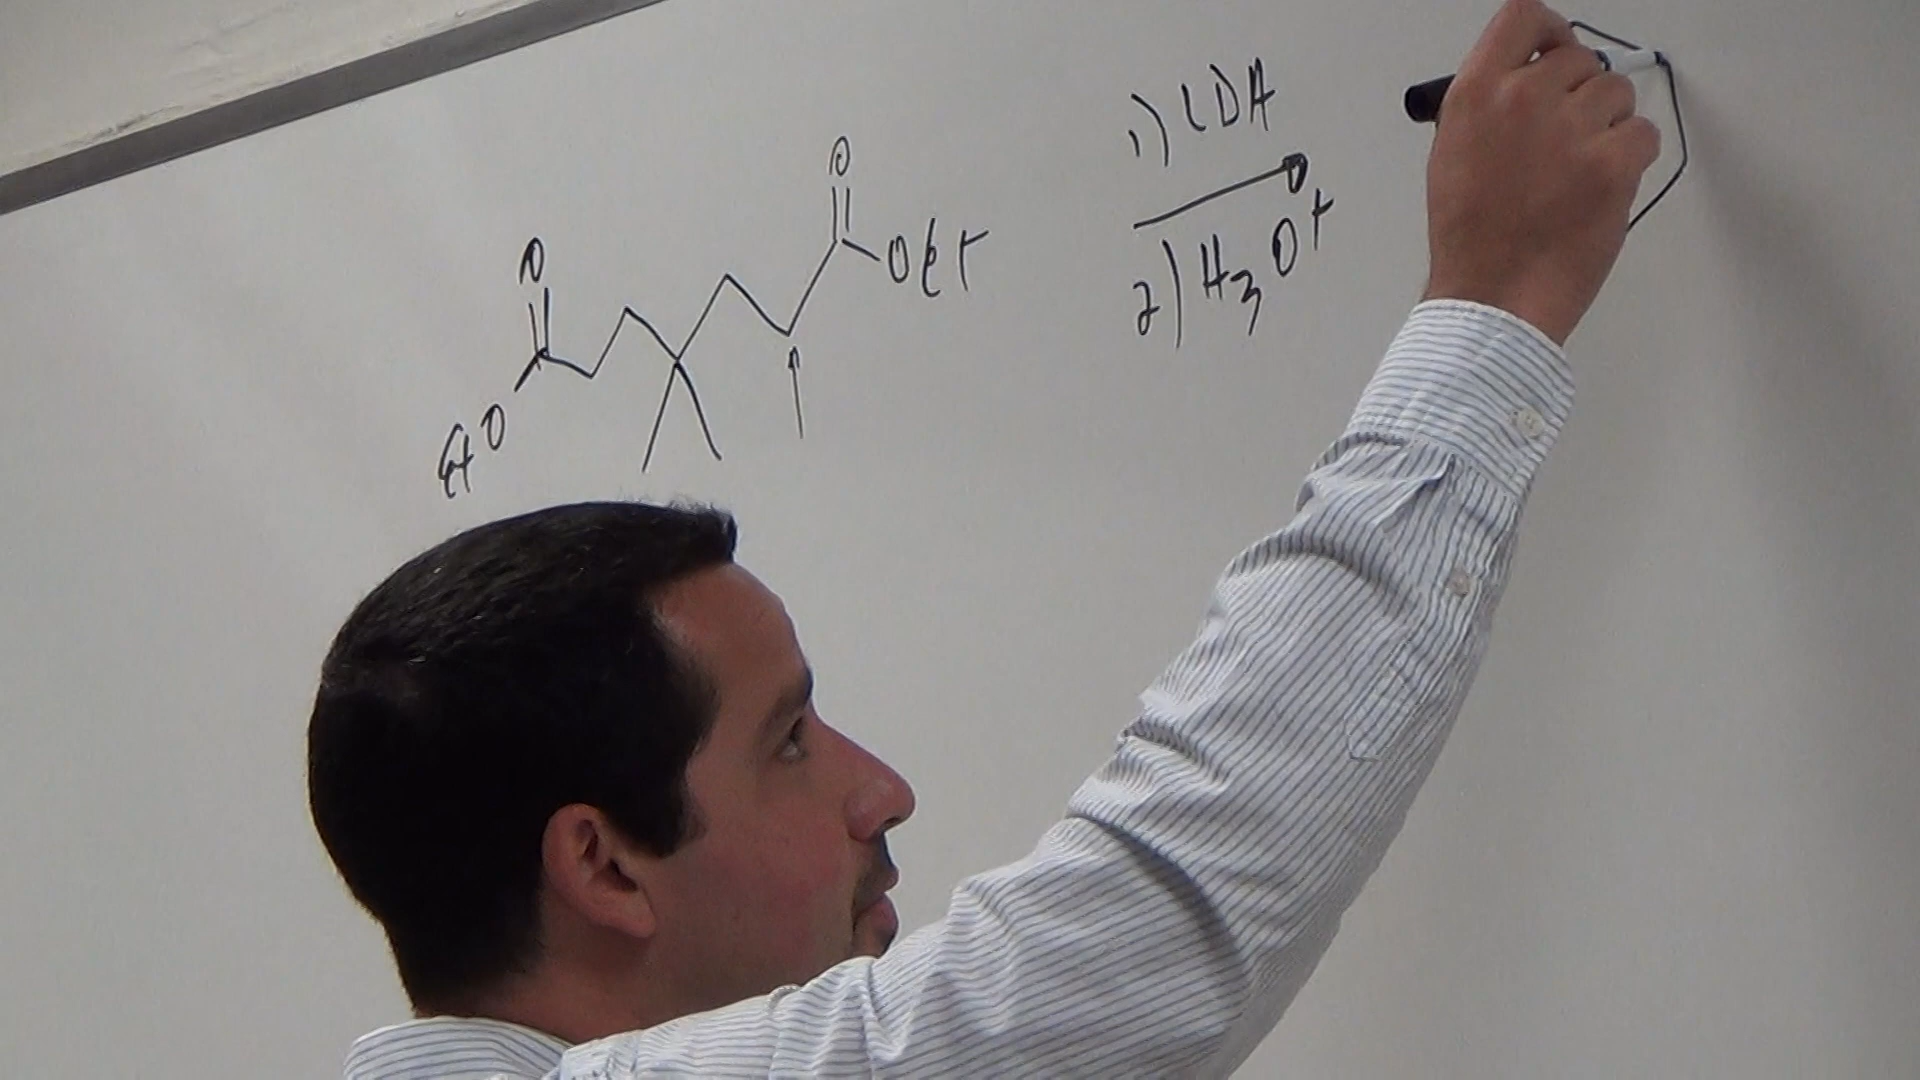 1) LDA
2) H3O+
O
O
OEt
EtO